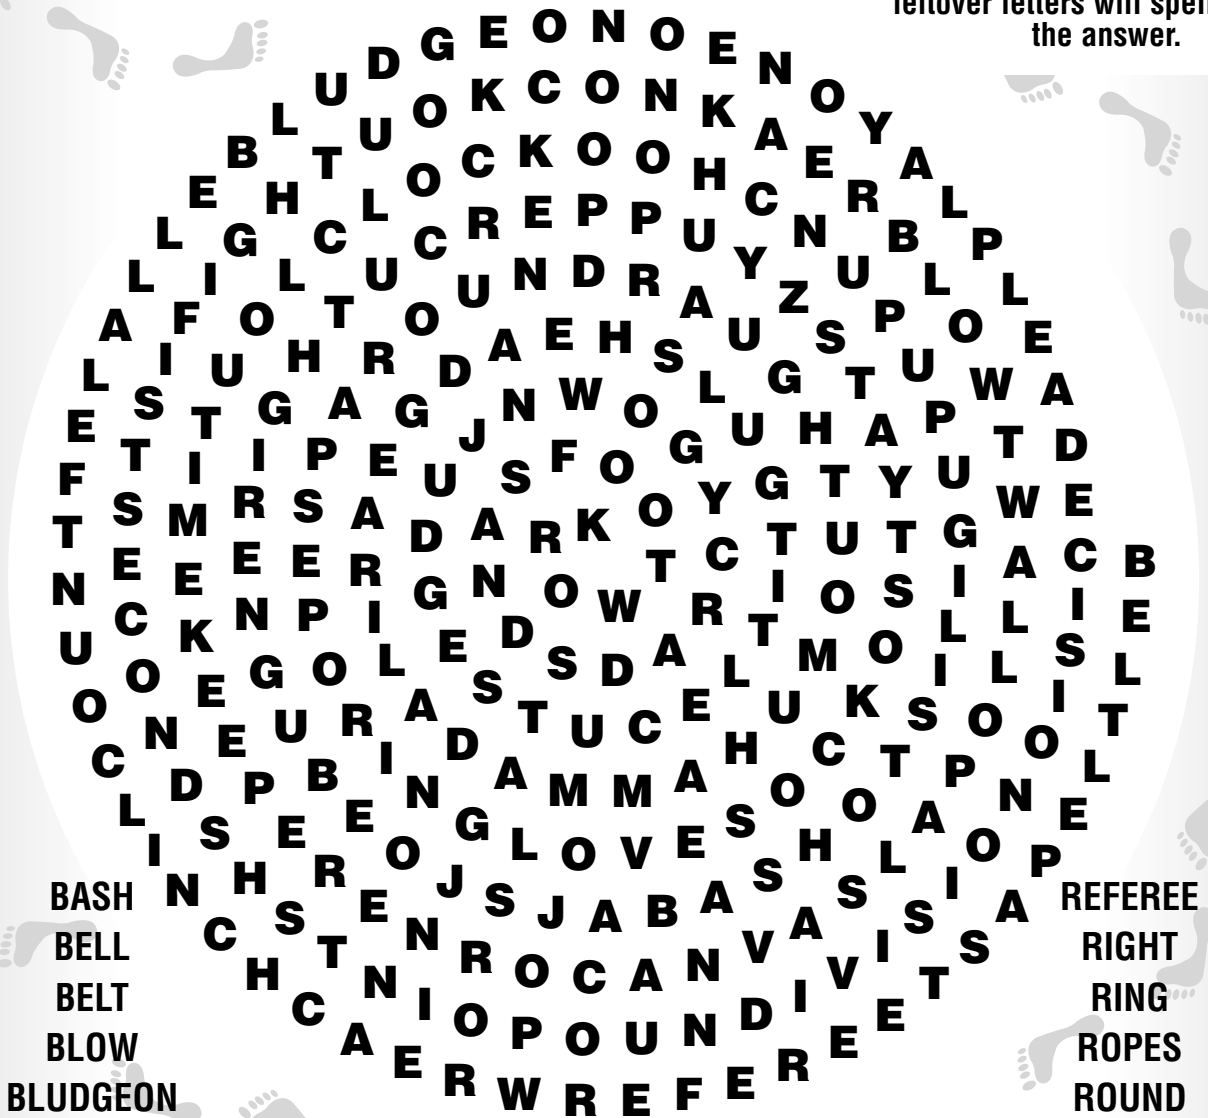 leftover letters will spell
the answer.
B E L T L E P A S T E E R E F E R W R E A C H C N I L C O U N T F E L A L L E B L U D G E O N O E N O Y A L P L E A D E C I S I O N
O I S I V I D N U O P O I N T S H S D N O C E S T S I F I G H T U O K C O N K A E R B L O W T W A L L O
P A L S A V N A C O R N E R E P E E K E M I T U O L C L O C K O O H C N U P U P U G I L I S T
O H S S A B A J S J O E B U G N E R I G H T U C R E P P U Y Z S T A Y T S O K C
O S E V O L G N I R O P E S P A R O U N D R A U G H T U O M
U H A M M A D A L I R A E G D A E H S L U G T I T
L E C U T S E G D U J N W O G Y C R
A D S D N A S F O O T W O R K
BASH
BELL
BELT
BLOW
BLUDGEON
REFEREE
RIGHT
RING
ROPES
ROUND